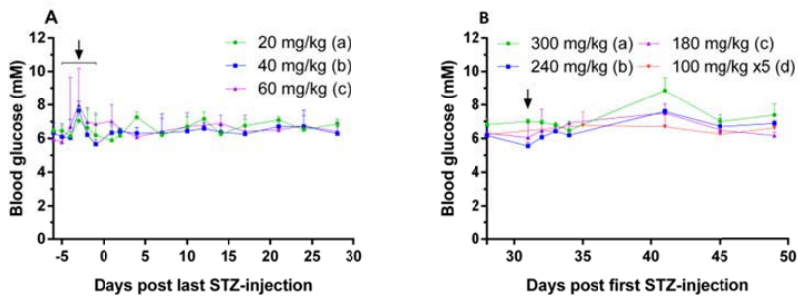 A
20 mg/kg (a)
40 mg/kg (b)
60 mg/kg (c)
Blood glucose (mM)
12
10
8
6
4
2
0
-5 0 5 10 15 20 25 30
Days post last STZ-injection
B
300 mg/kg (a) 180 mg/kg (c)
240 mg/kg (b) 100 mg/kg x5 (d)
Blood glucose (mM)
12
10
8
6
4
2
0
30 35 40 45 50
Days post first STZ-injection